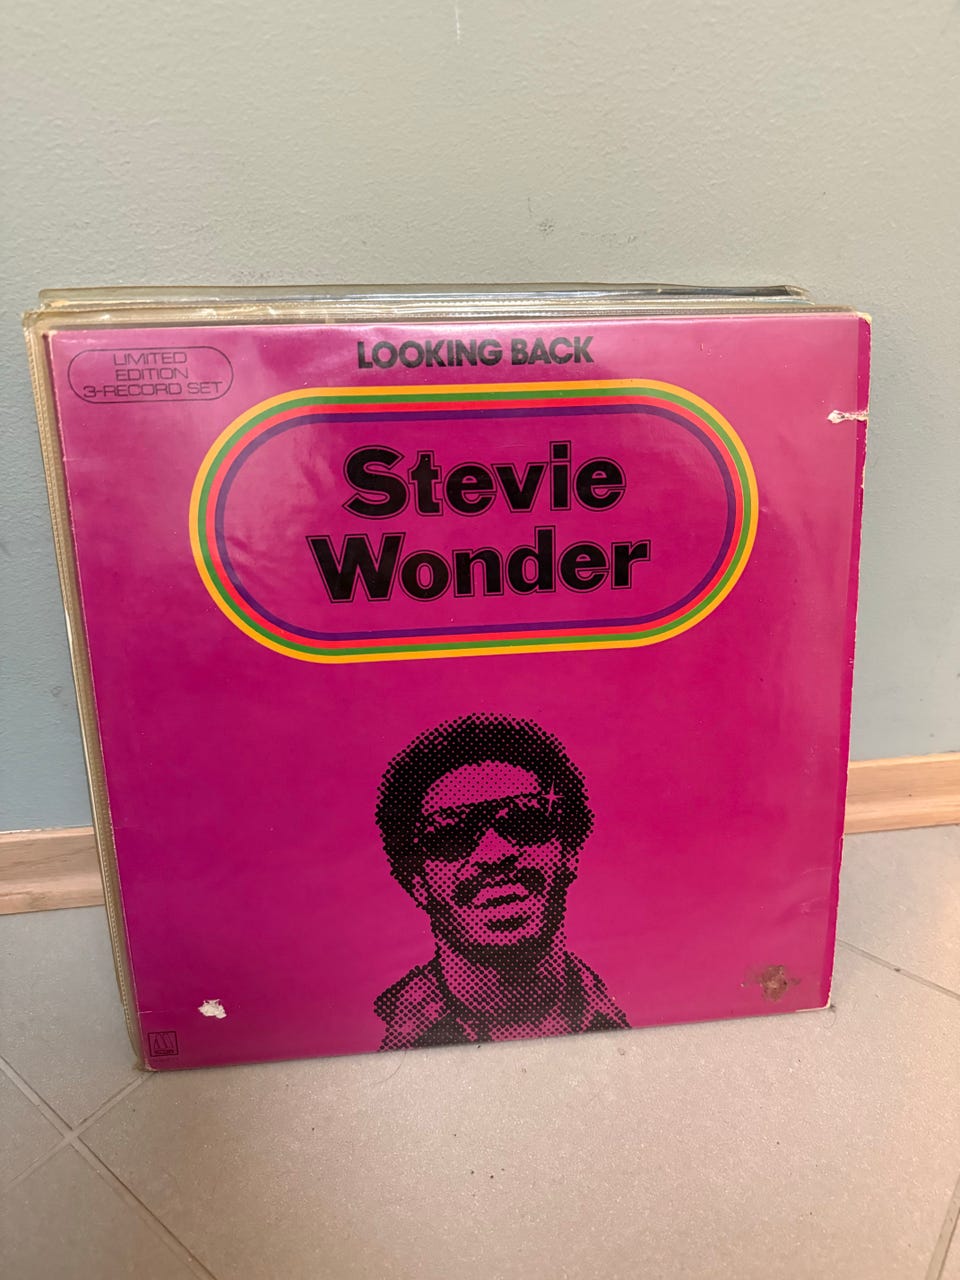 LOOKING BACK
LIMITED
EDITION
3-RECORD SET
Stevie
Wonder